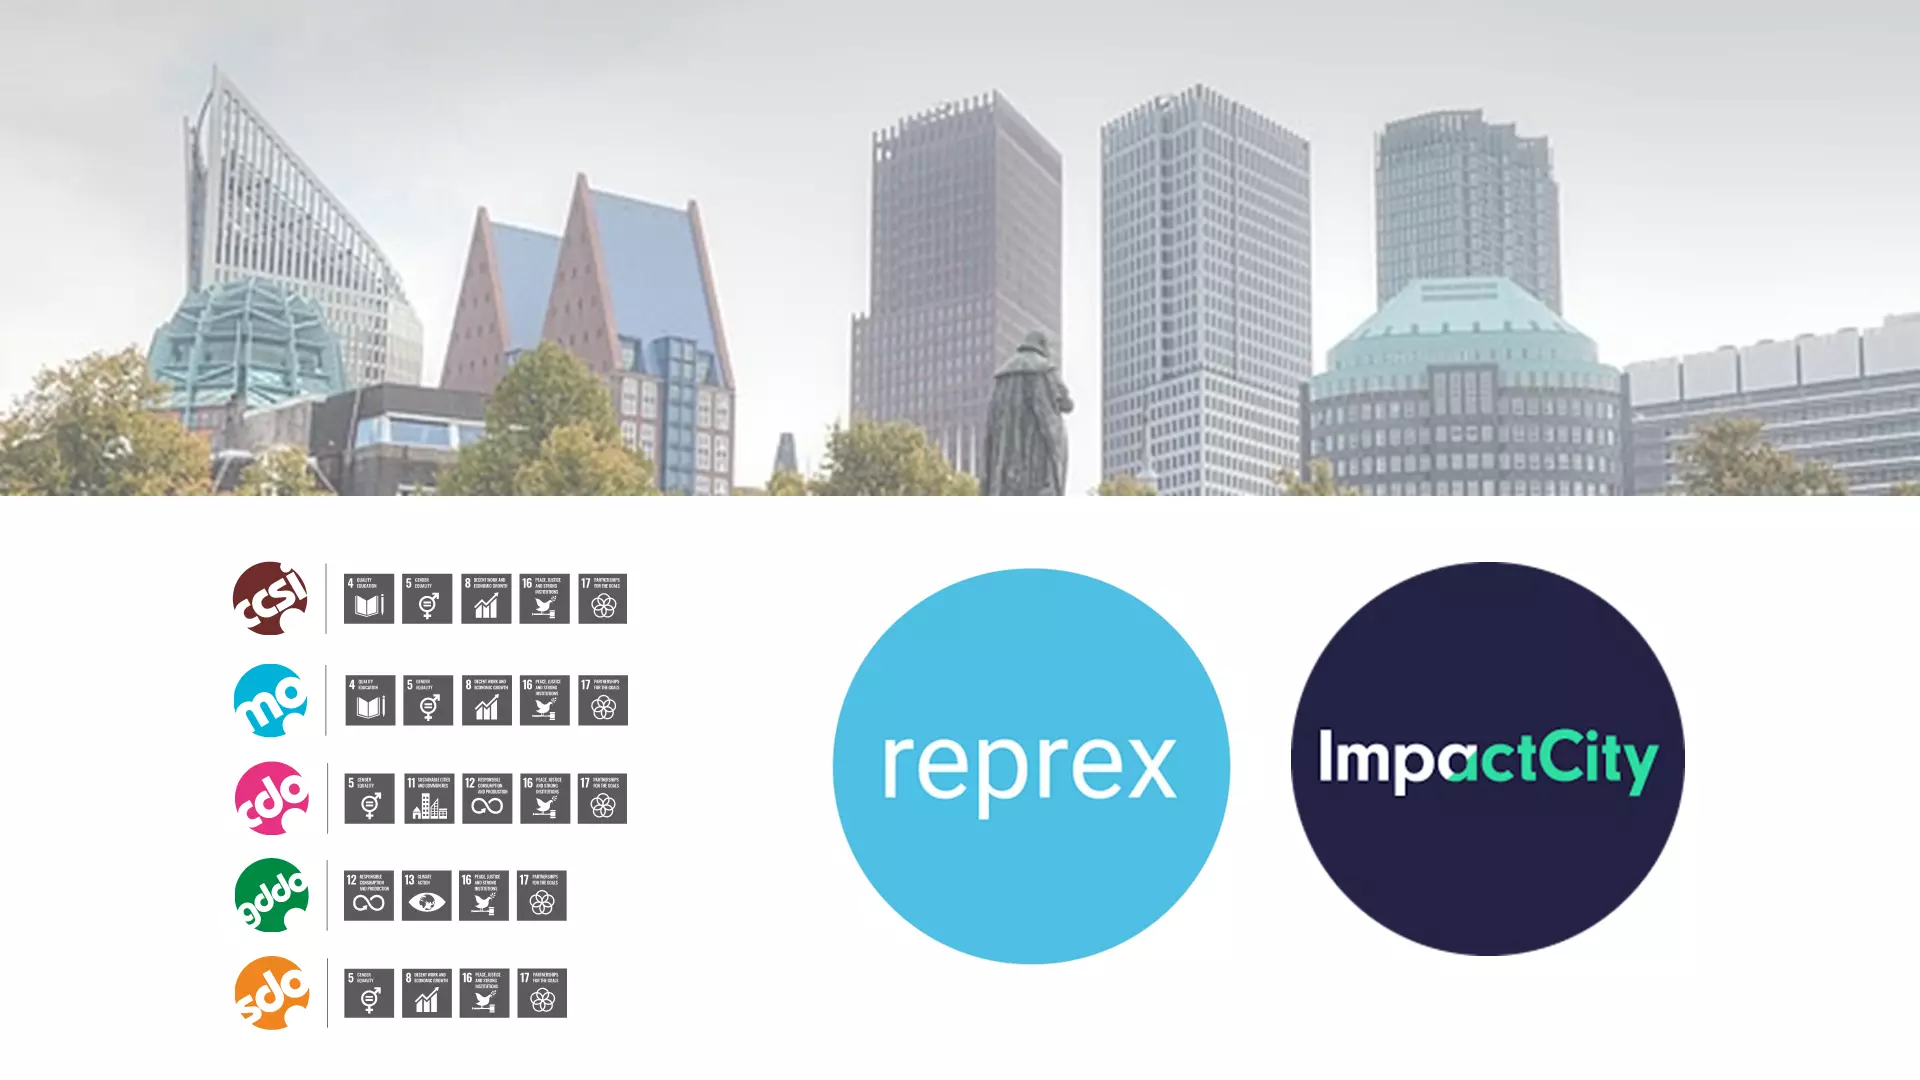 ccsi
4 QUALITY
EDUCATION
5 GENDER
EQUALITY
8 DECENT WORK AND
ECONOMIC GROWTH
16 PEACE, JUSTICE
AND STRONG
INSTITUTIONS
17 PARTNERSHIPS
FOR THE GOALS
mo
4 QUALITY
EDUCATION
5 GENDER
EQUALITY
8 DECENT WORK AND
ECONOMIC GROWTH
16 PEACE, JUSTICE
AND STRONG
INSTITUTIONS
17 PARTNERSHIPS
FOR THE GOALS
cdo
5 GENDER
EQUALITY
11 SUSTAINABLE CITIES
AND COMMUNITIES
12 RESPONSIBLE
CONSUMPTION
AND PRODUCTION
16 PEACE, JUSTICE
AND STRONG
INSTITUTIONS
17 PARTNERSHIPS
FOR THE GOALS
gddo
12 RESPONSIBLE
CONSUMPTION
AND PRODUCTION
13 CLIMATE
ACTION
16 PEACE, JUSTICE
AND STRONG
INSTITUTIONS
17 PARTNERSHIPS
FOR THE GOALS
sdo
5 GENDER
EQUALITY
8 DECENT WORK AND
ECONOMIC GROWTH
16 PEACE, JUSTICE
AND STRONG
INSTITUTIONS
17 PARTNERSHIPS
FOR THE GOALS
reprex
ImpactCity